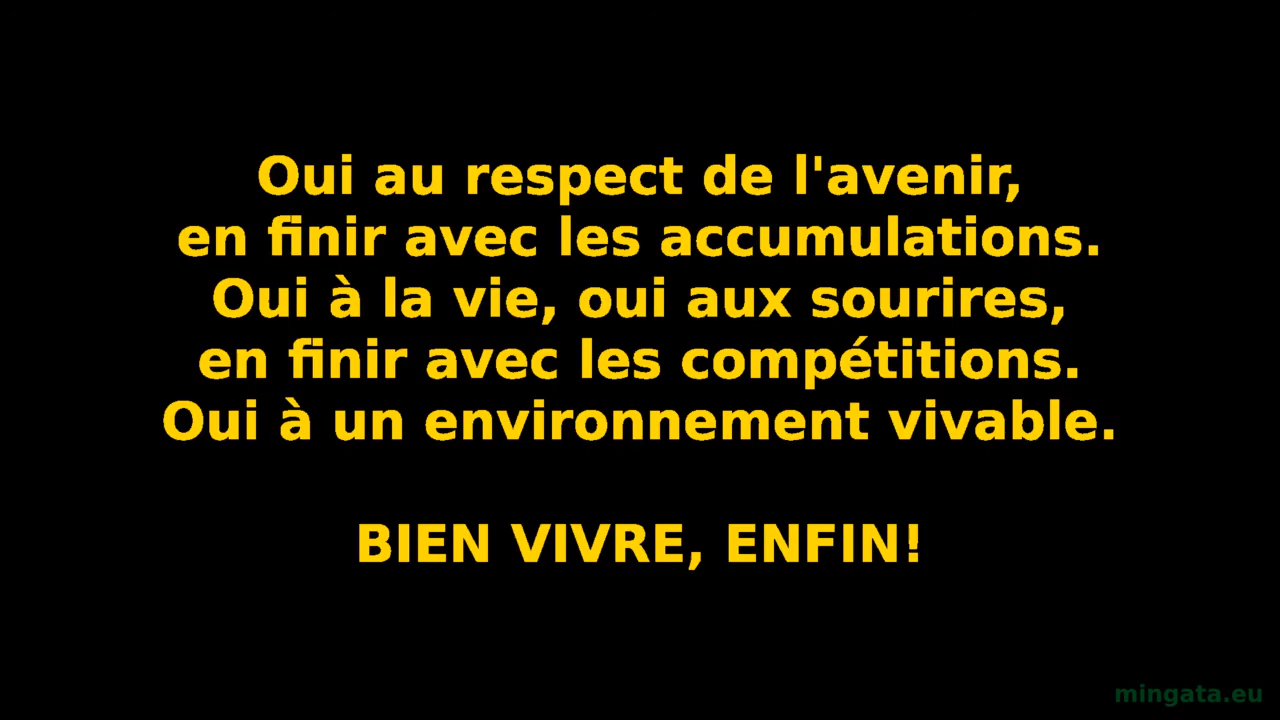 Oui au respect de l'avenir,
en finir avec les accumulations.
Oui à la vie, oui aux sourires,
en finir avec les compétitions.
Oui à un environnement vivable.
BIEN VIVRE, ENFIN!
mingata.eu